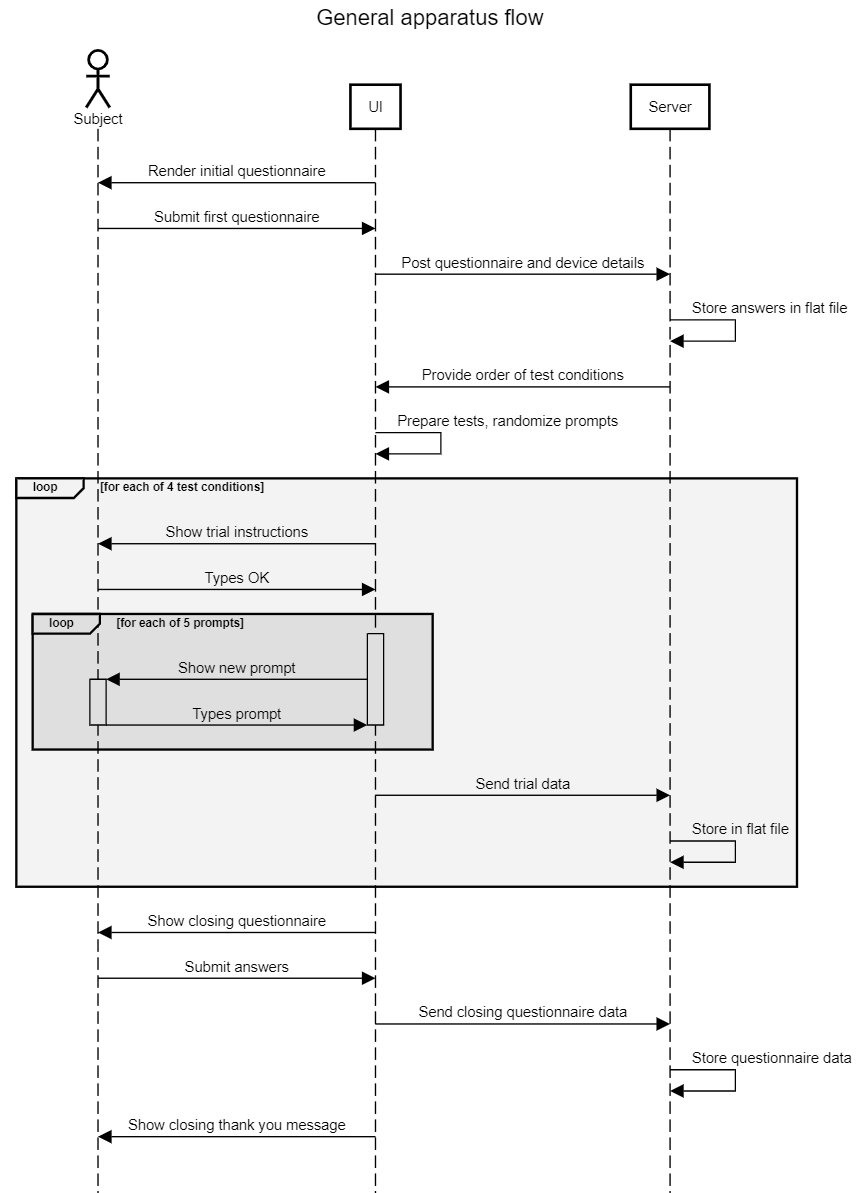 General apparatus flow
Subject
UI
Server
Render initial questionnaire
Submit first questionnaire
Post questionnaire and device details
Store answers in flat file
Provide order of test conditions
Prepare tests, randomize prompts
loop [for each of 4 test conditions]
Show trial instructions
Types OK
loop [for each of 5 prompts]
Show new prompt
Types prompt
Send trial data
Store in flat file
Show closing questionnaire
Submit answers
Send closing questionnaire data
Store questionnaire data
Show closing thank you message